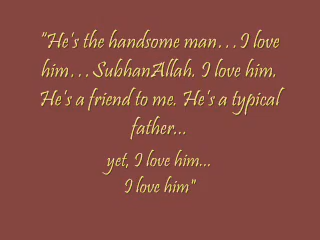 "He's the handsome man…I love
him…SubhanAllah. I love him.
He's a friend to me. He's a typical
father...
yet, I love him...
I love him"